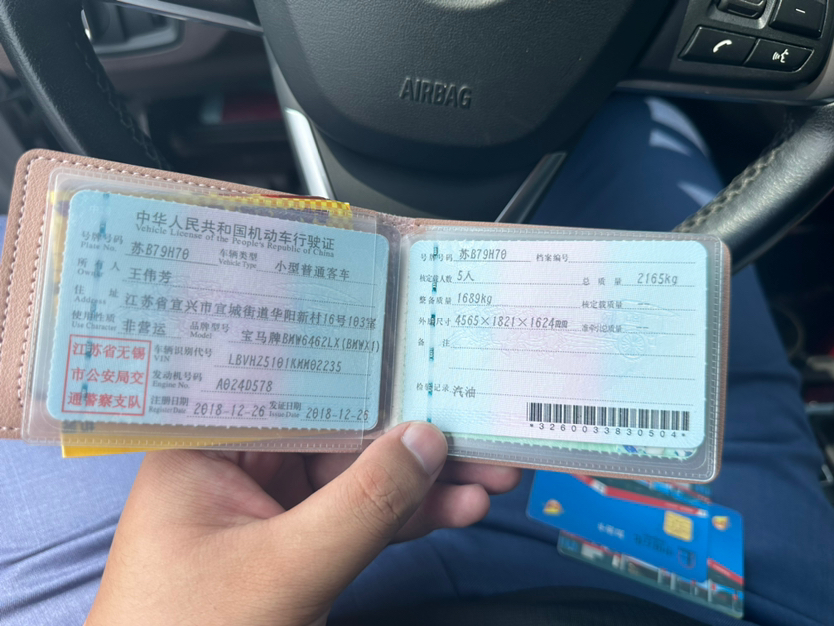 AIRBAG
中华人民共和国机动车行驶证
Vehicle License of the People's Republic of China
号牌号码 Plate No. 苏B79H70 车辆类型 Vehicle Type 小型普通客车
所有人 Owner 王伟芳
住址 Address 江苏省宜兴市宜城街道华阳新村16号103室
使用性质 Use Character 非营运 品牌型号 Model 宝马牌BMW6462LX(BMWX1)
江苏省无锡
市公安局交
通警察支队
车辆识别代号 VIN LBVHZ5101KMM02235
发动机号码 Engine No. A024D578
注册日期 Register Date 2018-12-26 发证日期 Issue Date 2018-12-26
号牌号码 苏B79H70 档案编号
核定载人数 5人 总质量 2165kg
整备质量 1689kg 核定载质量 --
外廓尺寸 4565×1821×1624mm 准牵引总质量 --
备注
检验记录 汽油
*3260033830504*